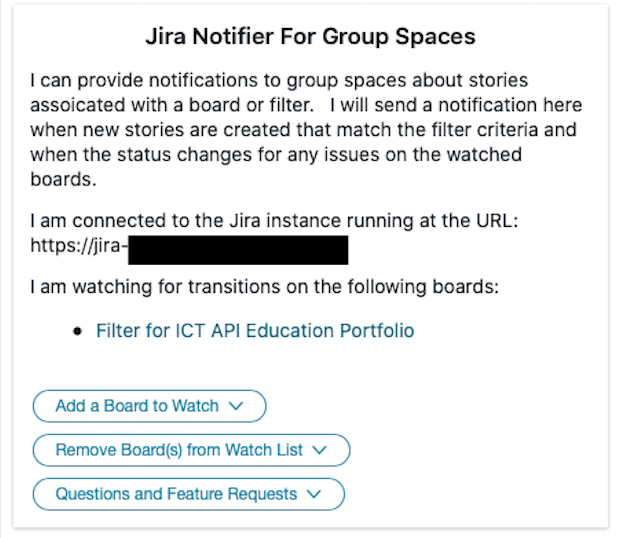 Jira Notifier For Group Spaces
I can provide notifications to group spaces about stories
assoicated with a board or filter.   I will send a notification here
when new stories are created that match the filter criteria and
when the status changes for any issues on the watched
boards.
I am connected to the Jira instance running at the URL:
https://jira-
I am watching for transitions on the following boards:
• Filter for ICT API Education Portfolio
Add a Board to Watch
Remove Board(s) from Watch List
Questions and Feature Requests